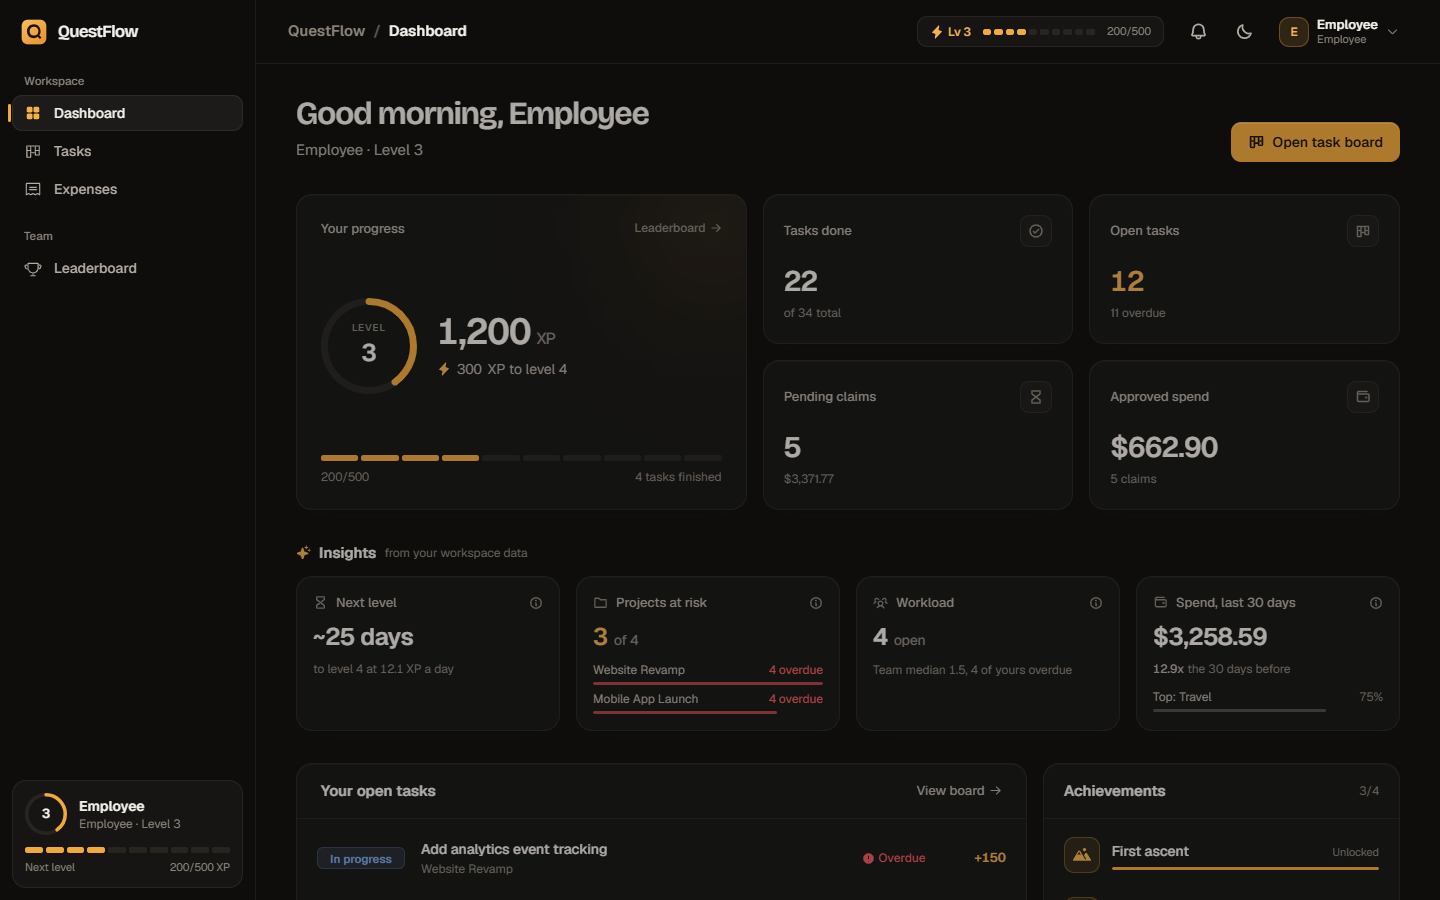 QuestFlow
Workspace
Dashboard
Tasks
Expenses
Team
Leaderboard
3
Employee
Employee · Level 3
Next level
200/500 XP
QuestFlow / Dashboard
Lv 3
200/500
E
Employee
Employee
Good morning, Employee
Employee · Level 3
Open task board
Your progress
Leaderboard →
LEVEL
3
1,200 XP
300 XP to level 4
200/500
4 tasks finished
Tasks done
22
of 34 total
Open tasks
12
11 overdue
Pending claims
5
$3,371.77
Approved spend
$662.90
5 claims
Insights from your workspace data
Next level
~25 days
to level 4 at 12.1 XP a day
Projects at risk
3 of 4
Website Revamp 4 overdue
Mobile App Launch 4 overdue
Workload
4 open
Team median 1.5, 4 of yours overdue
Spend, last 30 days
$3,258.59
12.9x the 30 days before
Top: Travel 75%
Your open tasks
View board →
In progress
Add analytics event tracking
Website Revamp
Overdue
+150
Achievements
3/4
First ascent
Unlocked